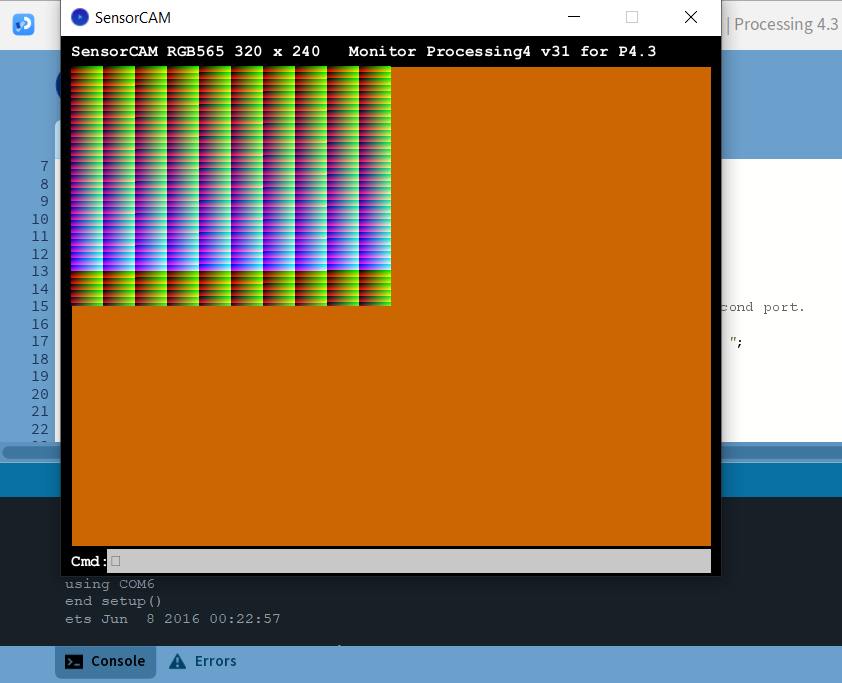 SensorCAM
| Processing 4.3
SensorCAM RGB565 320 x 240 Monitor Processing4 v31 for P4.3
7
8
9
10
11
12
13
14
15
cond port.
16
17
";
18
19
20
21
22
Cmd:
using COM6
end setup()
ets Jun 8 2016 00:22:57
Console
Errors